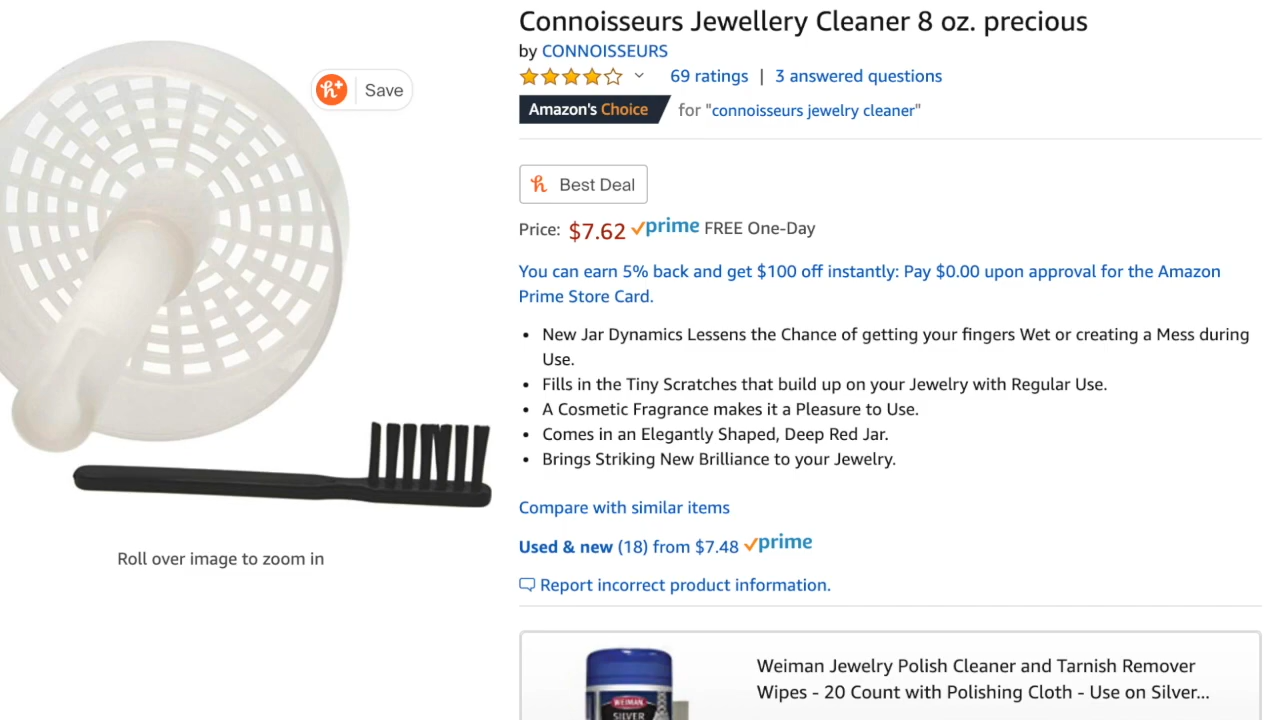 Connoisseurs Jewellery Cleaner 8 oz. precious
by CONNOISSEURS
69 ratings | 3 answered questions
Amazon's Choice for "connoisseurs jewelry cleaner"
Save
Best Deal
Price: $7.62 prime FREE One-Day
You can earn 5% back and get $100 off instantly: Pay $0.00 upon approval for the Amazon
Prime Store Card.
• New Jar Dynamics Lessens the Chance of getting your fingers Wet or creating a Mess during
Use.
• Fills in the Tiny Scratches that build up on your Jewelry with Regular Use.
• A Cosmetic Fragrance makes it a Pleasure to Use.
• Comes in an Elegantly Shaped, Deep Red Jar.
• Brings Striking New Brilliance to your Jewelry.
Compare with similar items
Used & new (18) from $7.48 prime
Roll over image to zoom in
Report incorrect product information.
Weiman Jewelry Polish Cleaner and Tarnish Remover
Wipes - 20 Count with Polishing Cloth - Use on Silver...
WEIMAN
SILVER